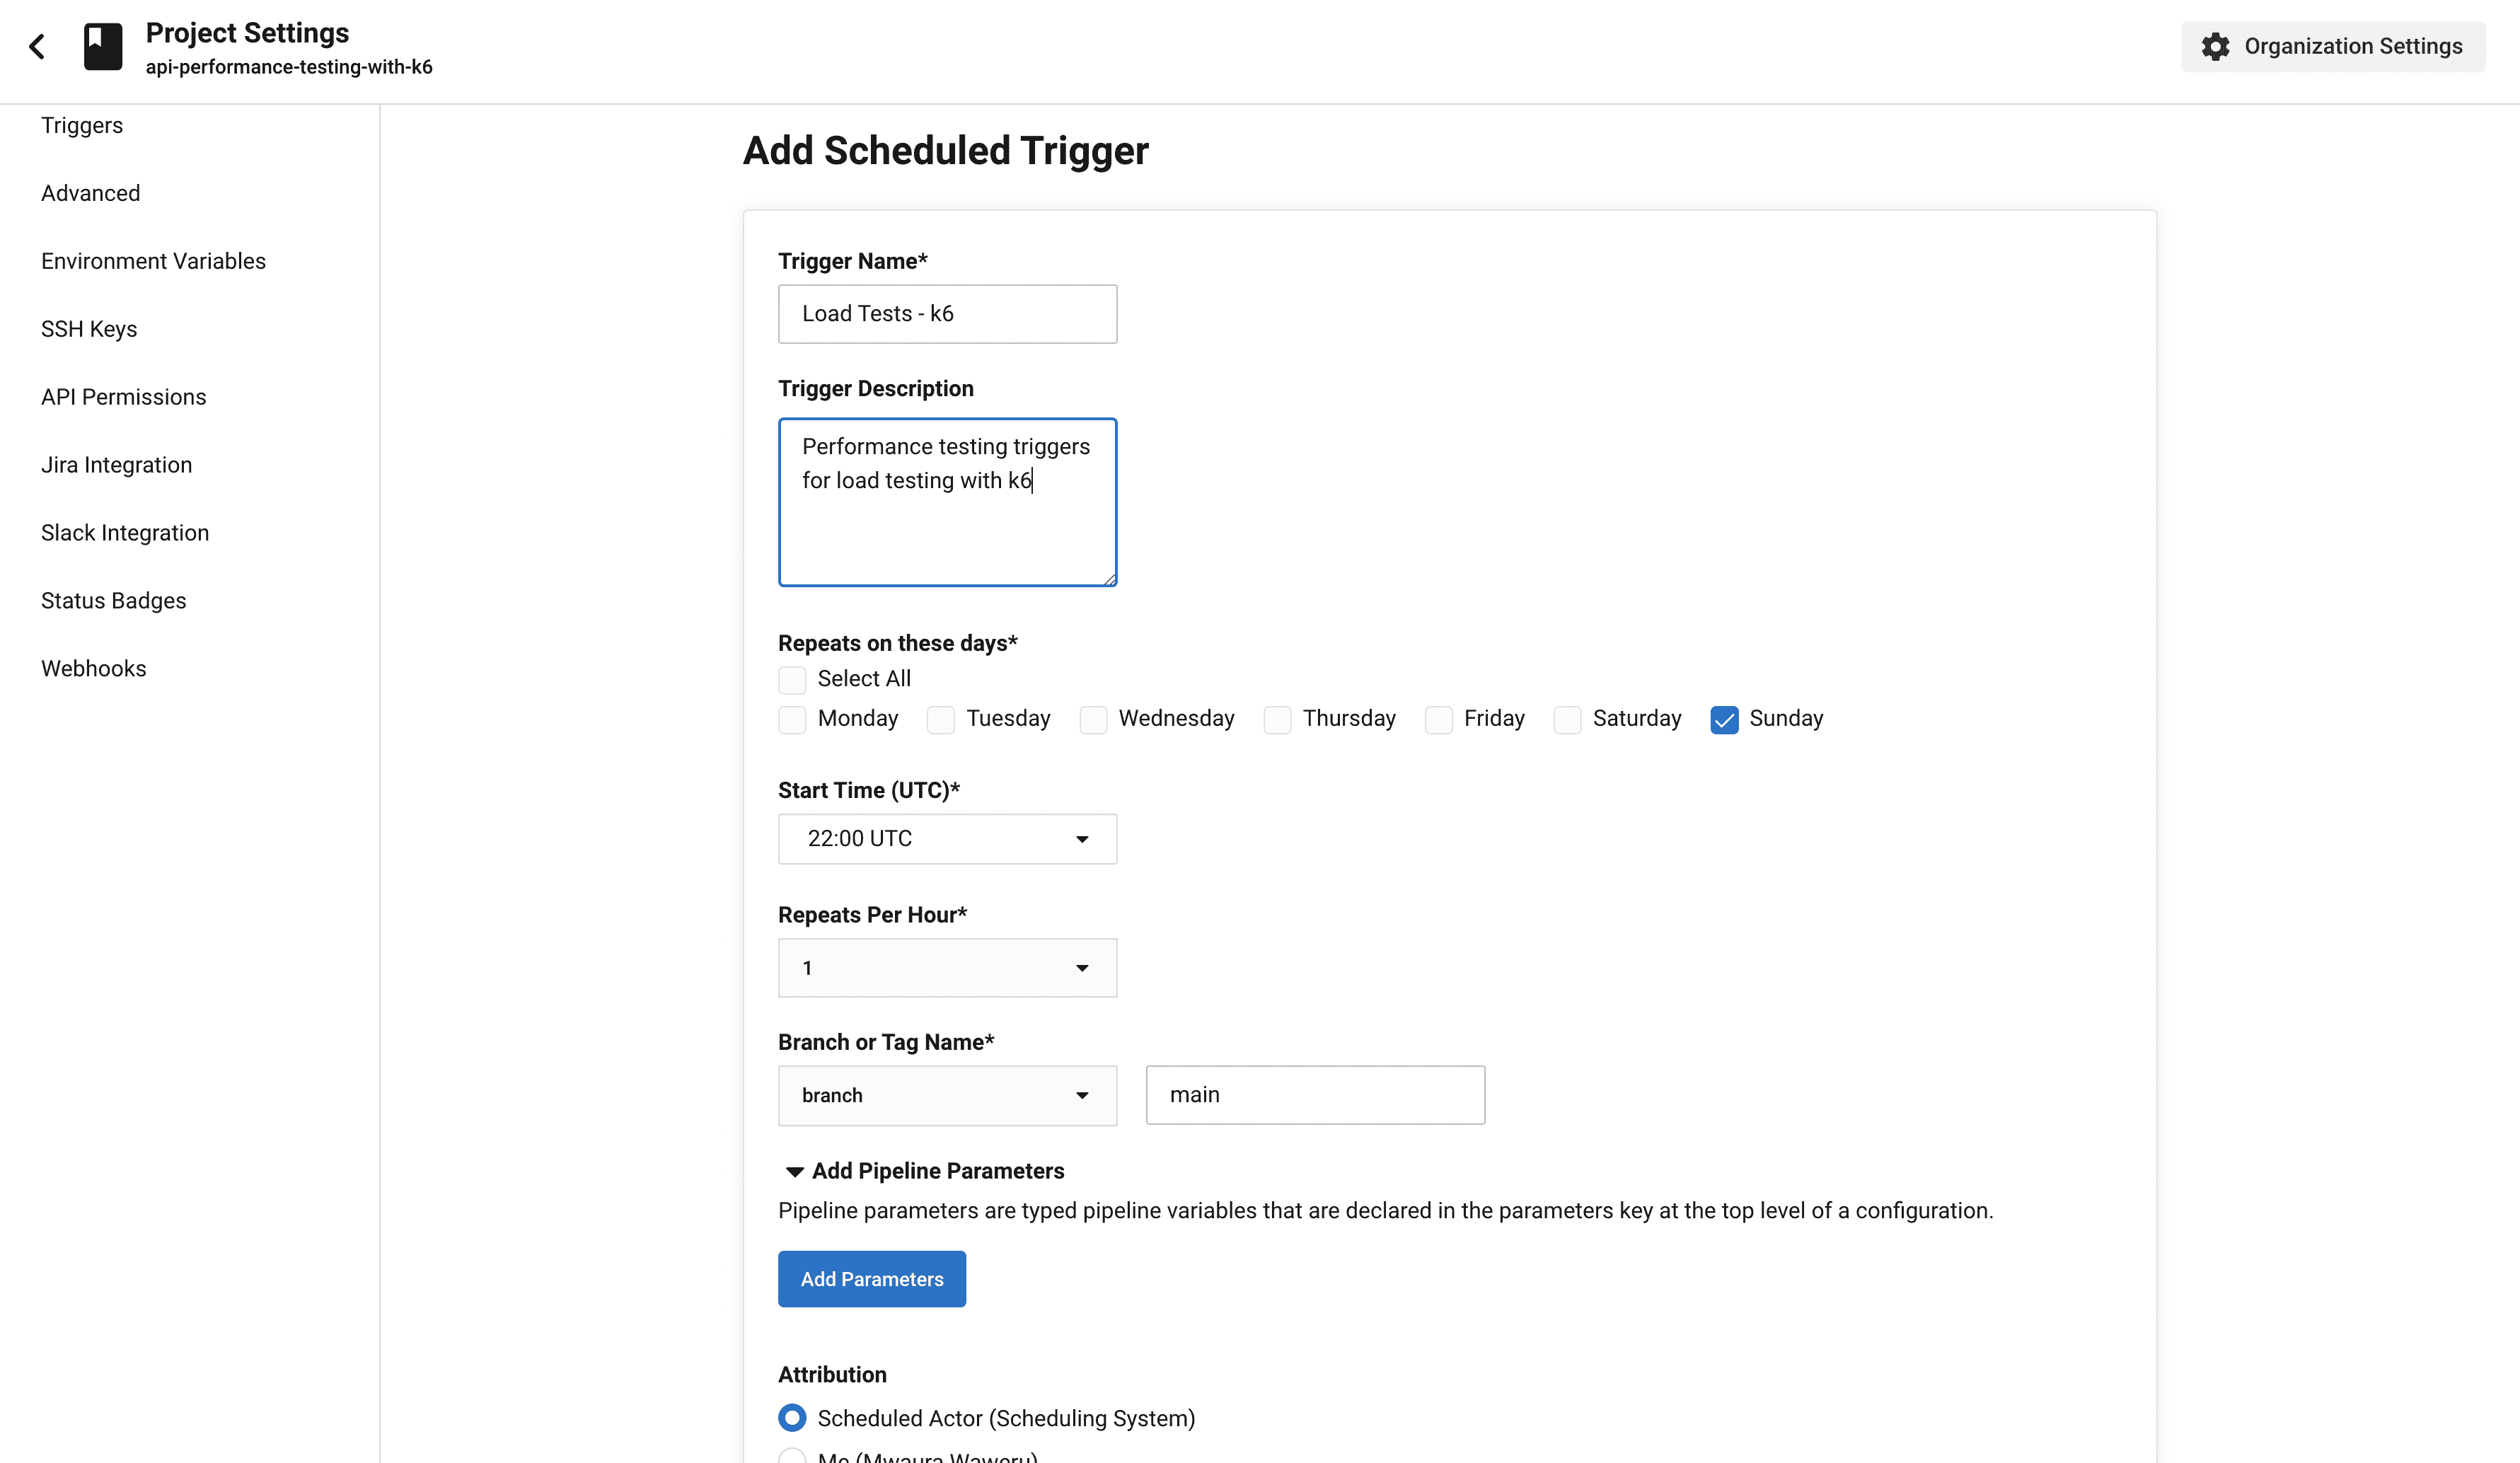 Project Settings
api-performance-testing-with-k6
Organization Settings
Triggers
Advanced
Environment Variables
SSH Keys
API Permissions
Jira Integration
Slack Integration
Status Badges
Webhooks
Add Scheduled Trigger
Trigger Name*
Load Tests - k6
Trigger Description
Performance testing triggers
for load testing with k6
Repeats on these days*
Select All
Monday Tuesday Wednesday Thursday Friday Saturday Sunday
Start Time (UTC)*
22:00 UTC
Repeats Per Hour*
1
Branch or Tag Name*
branch main
Add Pipeline Parameters
Pipeline parameters are typed pipeline variables that are declared in the parameters key at the top level of a configuration.
Add Parameters
Attribution
Scheduled Actor (Scheduling System)
Me (Mwaura Waweru)